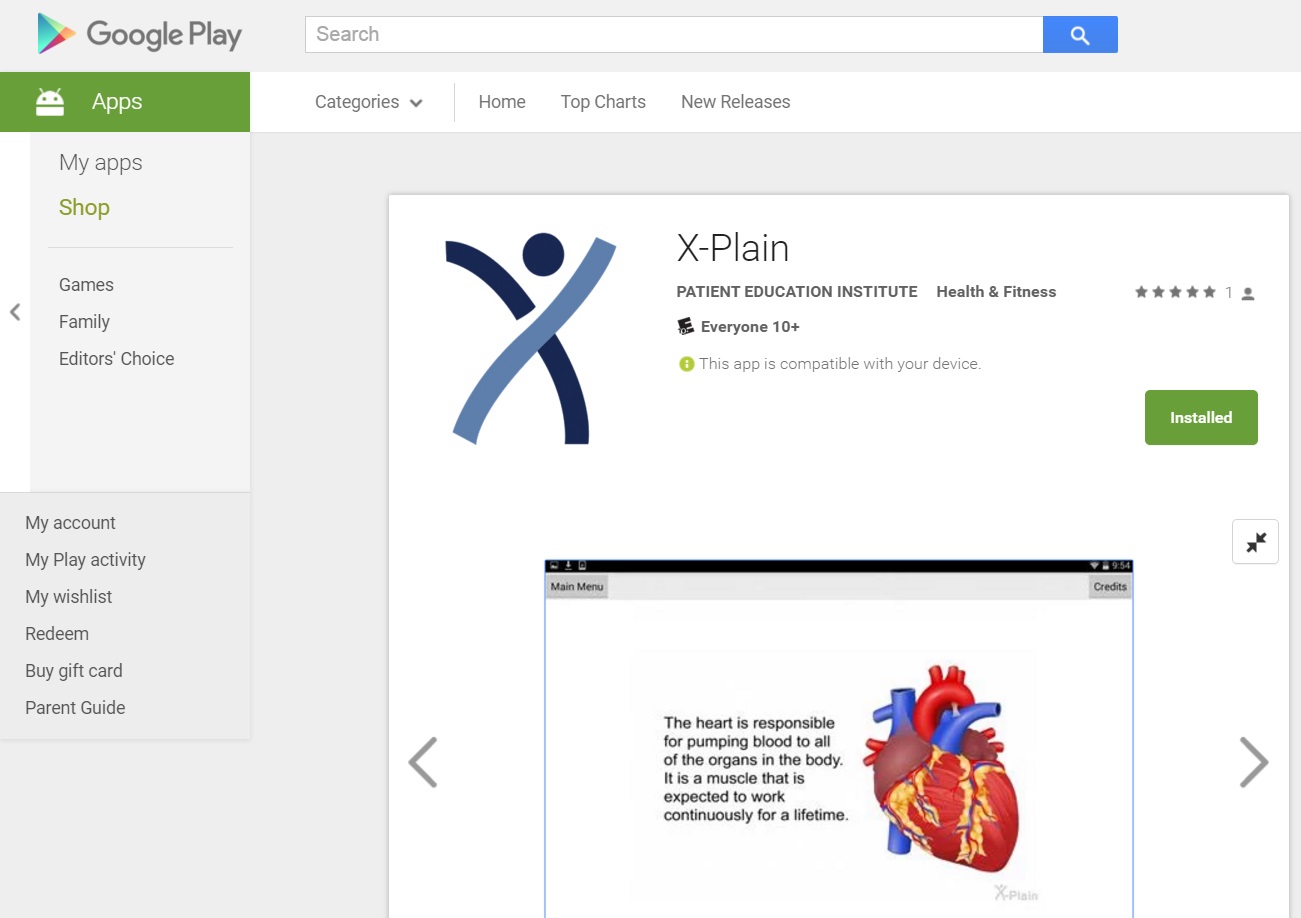 Google Play
Search
Apps
Categories
Home
Top Charts
New Releases
My apps
Shop
Games
Family
Editors' Choice
My account
My Play activity
My wishlist
Redeem
Buy gift card
Parent Guide
X-Plain
PATIENT EDUCATION INSTITUTE Health & Fitness
1
Everyone 10+
This app is compatible with your device.
Installed
9:54
Main Menu
Credits
The heart is responsible
for pumping blood to all
of the organs in the body.
It is a muscle that is
expected to work
continuously for a lifetime.
X-Plain